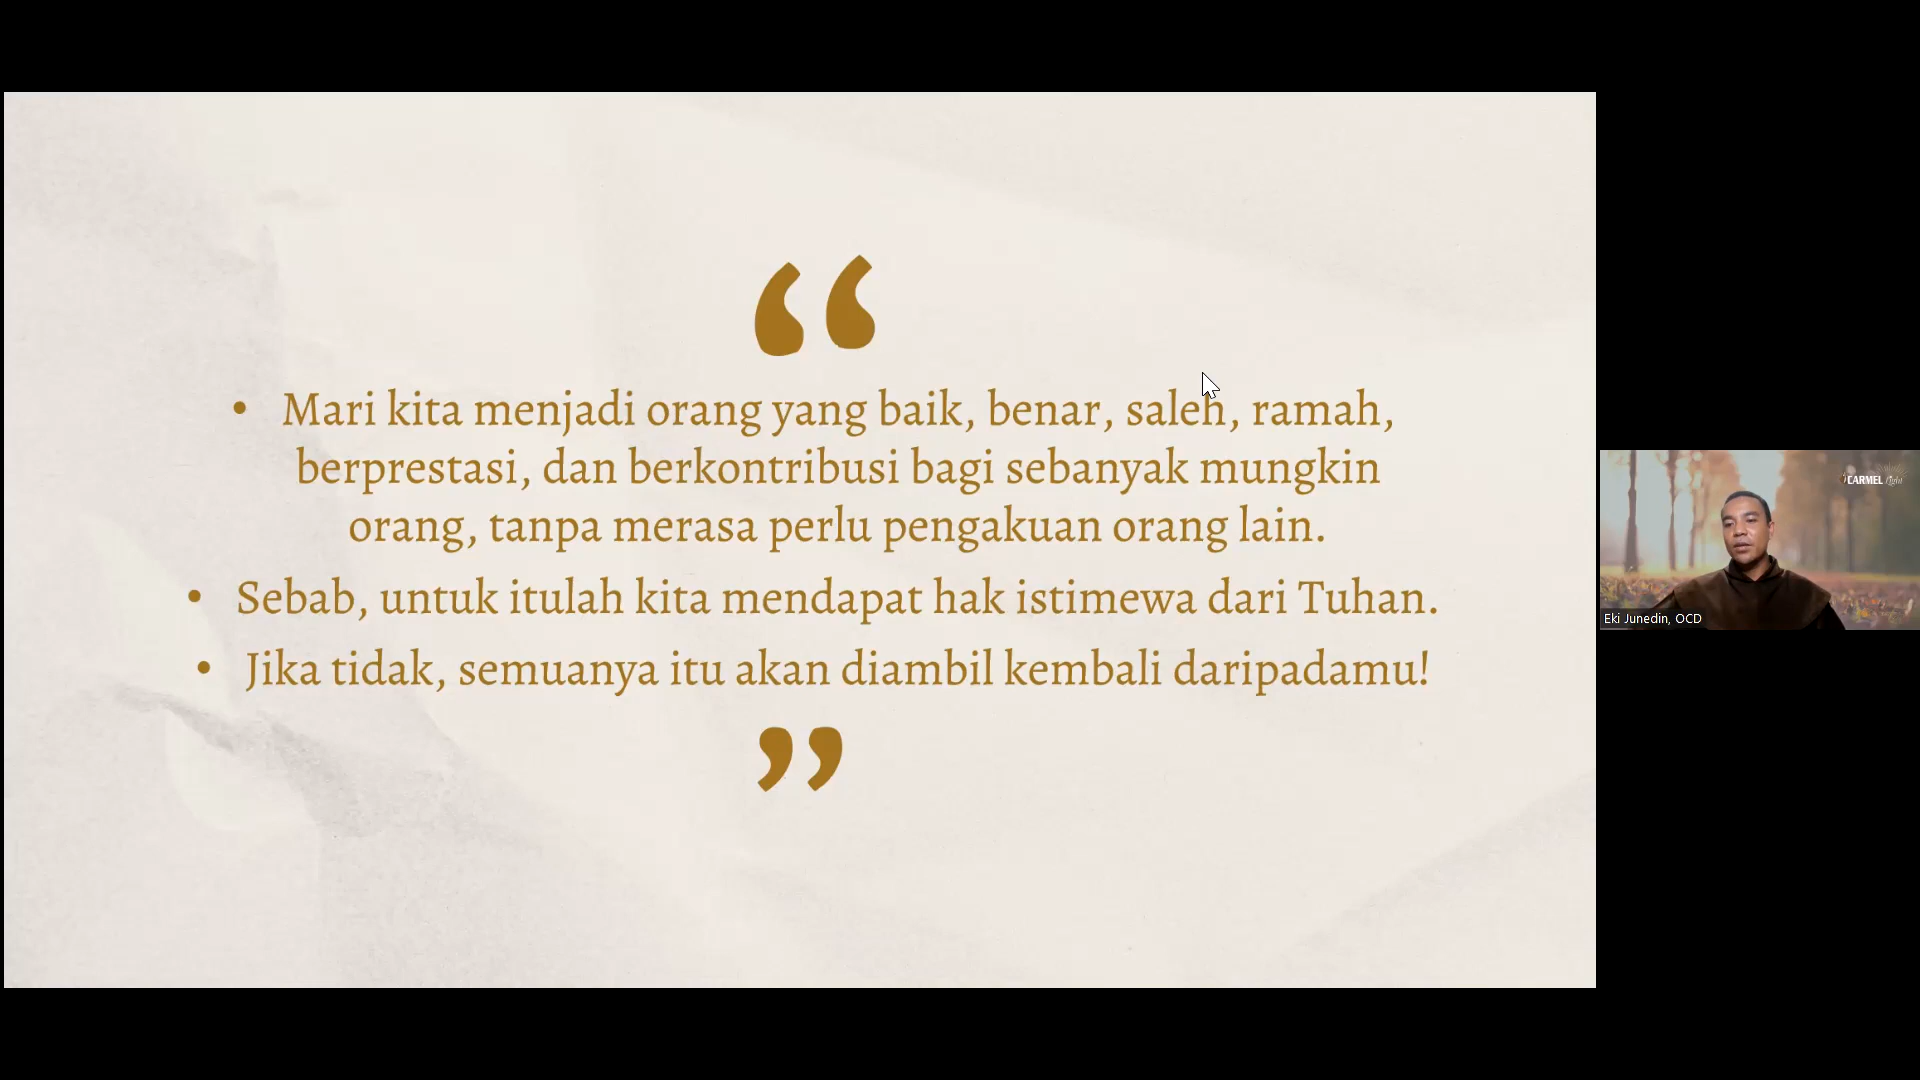 “
• Mari kita menjadi orang yang baik, benar, saleh, ramah,
berprestasi, dan berkontribusi bagi sebanyak mungkin
orang, tanpa merasa perlu pengakuan orang lain.
• Sebab, untuk itulah kita mendapat hak istimewa dari Tuhan.
• Jika tidak, semuanya itu akan diambil kembali daripadamu!
”
CARMEL Light
Eki Junedin, OCD